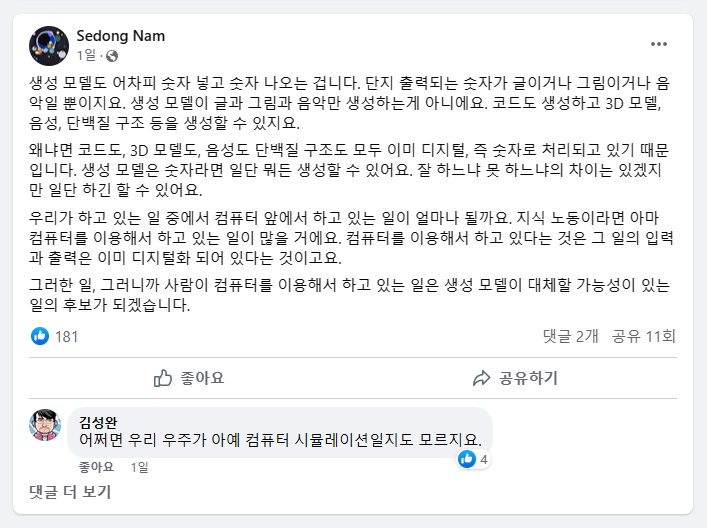 Sedong Nam
1일 ·
생성 모델도 어차피 숫자 넣고 숫자 나오는 겁니다. 단지 출력되는 숫자가 글이거나 그림이거나 음
악일 뿐이지요. 생성 모델이 글과 그림과 음악만 생성하는게 아니에요. 코드도 생성하고 3D 모델,
음성, 단백질 구조 등을 생성할 수 있지요.
왜냐면 코드도, 3D 모델도, 음성도 단백질 구조도 모두 이미 디지털, 즉 숫자로 처리되고 있기 때문
입니다. 생성 모델은 숫자라면 일단 뭐든 생성할 수 있어요. 잘 하느냐 못 하느냐의 차이는 있겠지
만 일단 하긴 할 수 있어요.
우리가 하고 있는 일 중에서 컴퓨터 앞에서 하고 있는 일이 얼마나 될까요. 지식 노동이라면 아마
컴퓨터를 이용해서 하고 있는 일이 많을 거에요. 컴퓨터를 이용해서 하고 있다는 것은 그 일의 입력
과 출력은 이미 디지털화 되어 있다는 것이고요.
그러한 일, 그러니까 사람이 컴퓨터를 이용해서 하고 있는 일은 생성 모델이 대체할 가능성이 있는
일의 후보가 되겠습니다.
181 댓글 2개 공유 11회
좋아요 공유하기
김성완
어쩌면 우리 우주가 아예 컴퓨터 시뮬레이션일지도 모르지요.
4
좋아요 1일
댓글 더 보기